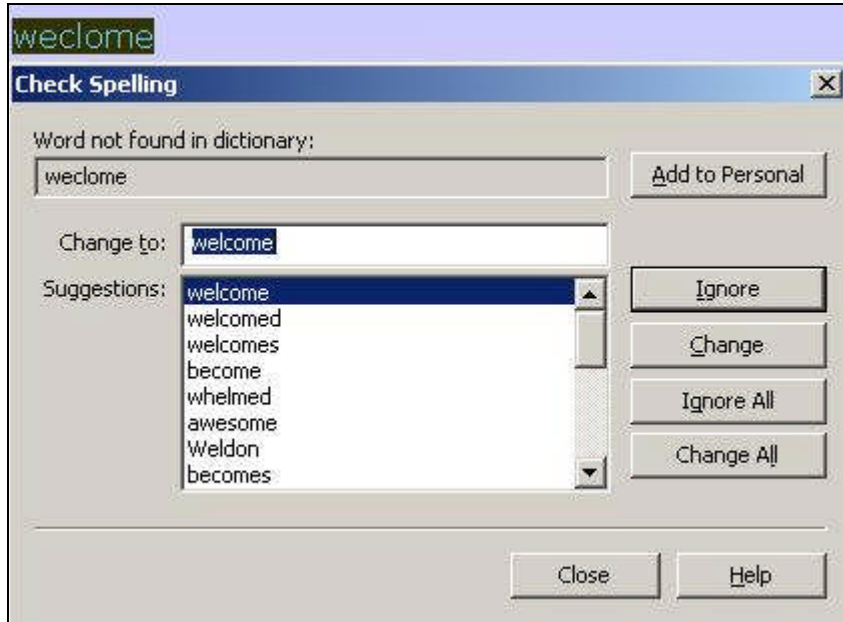 weclome
Check Spelling
Word not found in dictionary:
weclome
Add to Personal
Change to:
welcome
Suggestions:
welcome
welcomed
welcomes
become
whelmed
awesome
Weldon
becomes
Ignore
Change
Ignore All
Change All
Close
Help